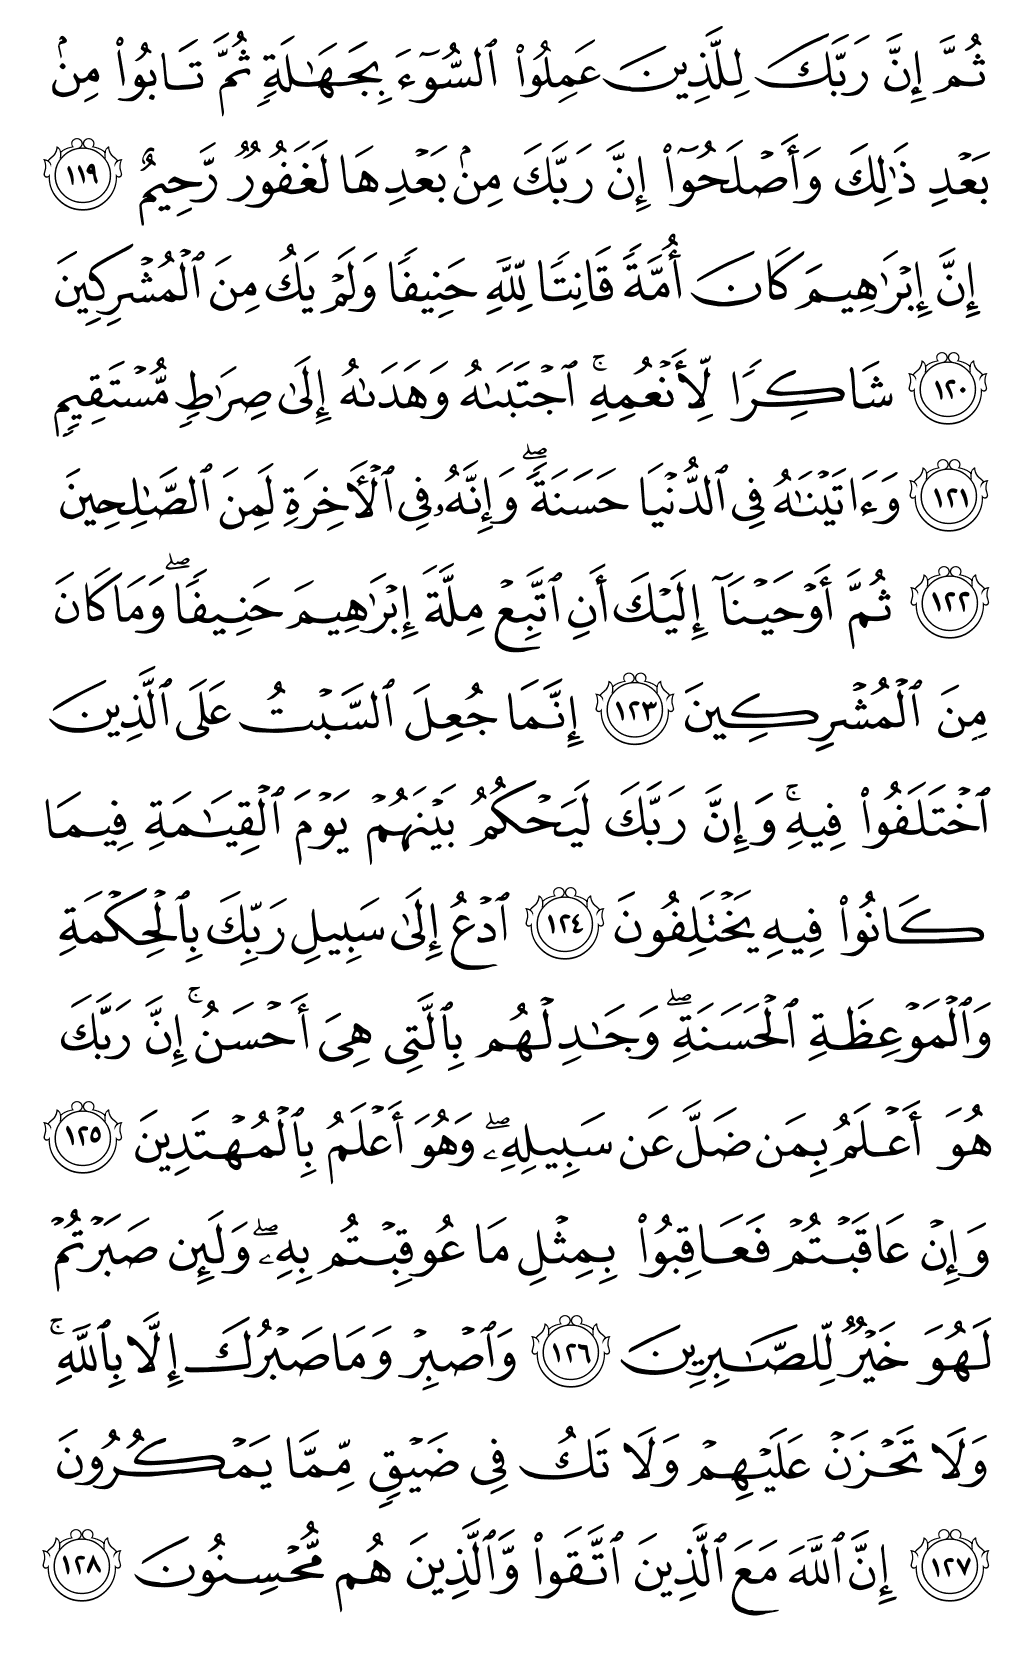 ثُمَّ إِنَّ رَبَّكَ لِلَّذِينَ عَمِلُوا۟ ٱلسُّوٓءَ بِجَهَـٰلَةٍ ثُمَّ تَابُوا۟ مِنۢ
بَعْدِ ذَٰلِكَ وَأَصْلَحُوٓا۟ إِنَّ رَبَّكَ مِنۢ بَعْدِهَا لَغَفُورٌ رَّحِيمٌ ١١٩
إِنَّ إِبْرَٰهِيمَ كَانَ أُمَّةً قَانِتًا لِّلَّهِ حَنِيفًا وَلَمْ يَكُ مِنَ ٱلْمُشْرِكِينَ
١٢٠ شَاكِرًا لِّأَنْعُمِهِ ۚ ٱجْتَبَىٰهُ وَهَدَىٰهُ إِلَىٰ صِرَٰطٍ مُّسْتَقِيمٍ
١٢١ وَءَاتَيْنَـٰهُ فِى ٱلدُّنْيَا حَسَنَةً ۖ وَإِنَّهُۥ فِى ٱلْـَٔاخِرَةِ لَمِنَ ٱلصَّـٰلِحِينَ
١٢٢ ثُمَّ أَوْحَيْنَآ إِلَيْكَ أَنِ ٱتَّبِعْ مِلَّةَ إِبْرَٰهِيمَ حَنِيفًا ۖ وَمَا كَانَ
مِنَ ٱلْمُشْرِكِينَ ١٢٣ إِنَّمَا جُعِلَ ٱلسَّبْتُ عَلَى ٱلَّذِينَ
ٱخْتَلَفُوا۟ فِيهِ ۚ وَإِنَّ رَبَّكَ لَيَحْكُمُ بَيْنَهُمْ يَوْمَ ٱلْقِيَـٰمَةِ فِيمَا
كَانُوا۟ فِيهِ يَخْتَلِفُونَ ١٢٤ ٱدْعُ إِلَىٰ سَبِيلِ رَبِّكَ بِٱلْحِكْمَةِ
وَٱلْمَوْعِظَةِ ٱلْحَسَنَةِ ۖ وَجَـٰدِلْهُم بِٱلَّتِى هِىَ أَحْسَنُ ۚ إِنَّ رَبَّكَ
هُوَ أَعْلَمُ بِمَن ضَلَّ عَن سَبِيلِهِۦ ۖ وَهُوَ أَعْلَمُ بِٱلْمُهْتَدِينَ ١٢٥
وَإِنْ عَاقَبْتُمْ فَعَاقِبُوا۟ بِمِثْلِ مَا عُوقِبْتُم بِهِۦ ۖ وَلَئِن صَبَرْتُمْ
لَهُوَ خَيْرٌ لِّلصَّـٰبِرِينَ ١٢٦ وَٱصْبِرْ وَمَا صَبْرُكَ إِلَّا بِٱللَّهِ ۚ
وَلَا تَحْزَنْ عَلَيْهِمْ وَلَا تَكُ فِى ضَيْقٍ مِّمَّا يَمْكُرُونَ
١٢٧ إِنَّ ٱللَّهَ مَعَ ٱلَّذِينَ ٱتَّقَوا۟ وَّٱلَّذِينَ هُم مُّحْسِنُونَ ١٢٨